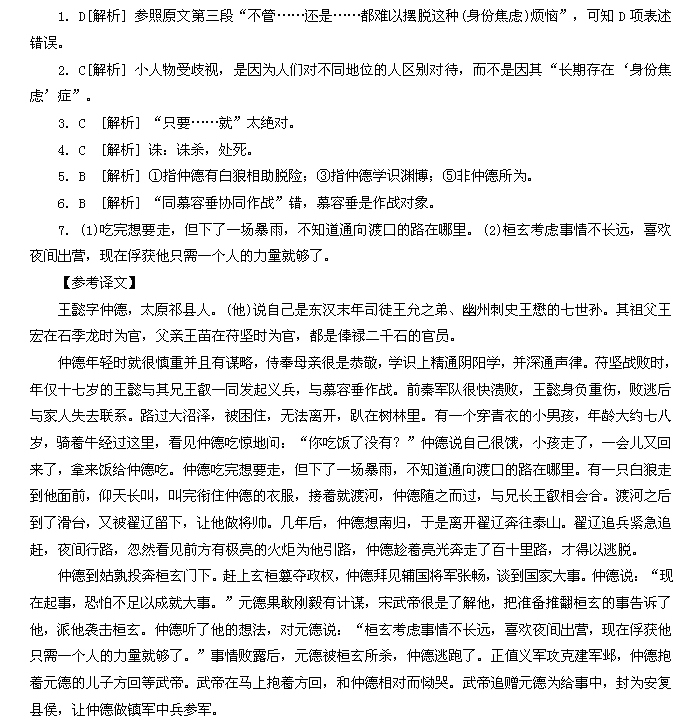 1. D[解析] 参照原文第三段“不管……还是……都难以摆脱这种(身份焦虑)烦恼”，可知 D 项表述
错误。
2. C[解析] 小人物受歧视，是因为人们对不同地位的人区别对待，而不是因其“长期存在‘身份焦
虑’症”。
3. C [解析] “只要……就”太绝对。
4. C [解析] 诛：诛杀，处死。
5. B [解析] ①指仲德有白狼相助脱险；③指仲德学识渊博；⑤非仲德所为。
6. B [解析] “同慕容垂协同作战”错，慕容垂是作战对象。
7. (1)吃完想要走，但下了一场暴雨，不知道通向渡口的路在哪里。(2)桓玄考虑事情不长远，喜欢
夜间出营，现在俘获他只需一个人的力量就够了。
【参考译文】
王懿字仲德，太原祁县人。(他)说自己是东汉末年司徒王允之弟、幽州刺史王懋的七世孙。其祖父王
宏在石季龙时为官，父亲王苗在苻坚时为官，都是俸禄二千石的官员。
仲德年轻时就很慎重并且有谋略，侍奉母亲很是恭敬，学识上精通阴阳学，并深通声律。苻坚战败时，
年仅十七岁的王懿与其兄王叡一同发起义兵，与慕容垂作战。前秦军队很快溃败，王懿身负重伤，败逃后
与家人失去联系。路过大沼泽，被困住，无法离开，趴在树林里。有一个穿青衣的小男孩，年龄大约七八
岁，骑着牛经过这里，看见仲德吃惊地问：“你吃饭了没有？”仲德说自己很饿，小孩走了，一会儿又回
来了，拿来饭给仲德吃。仲德吃完想要走，但下了一场暴雨，不知道通向渡口的路在哪里。有一只白狼走
到他面前，仰天长叫，叫完衔住仲德的衣服，接着就渡河，仲德随之而过，与兄长王叡相会合。渡河之后
到了滑台，又被翟辽留下，让他做将帅。几年后，仲德想南归，于是离开翟辽奔往泰山。翟辽追兵紧急追
赶，夜间行路，忽然看见前方有极亮的火炬为他引路，仲德趁着亮光奔走了百十里路，才得以逃脱。
仲德到姑孰投奔桓玄门下。赶上玄桓篡夺政权，仲德拜见辅国将军张畅，谈到国家大事。仲德说：“现
在起事，恐怕不足以成就大事。”元德果敢刚毅有计谋，宋武帝很是了解他，把准备推翻桓玄的事告诉了
他，派他袭击桓玄。仲德听了他的想法，对元德说：“桓玄考虑事情不长远，喜欢夜间出营，现在俘获他
只需一个人的力量就够了。”事情败露后，元德被桓玄所杀，仲德逃跑了。正值义军攻克建军邺，仲德抱
着元德的儿子方回等武帝。武帝在马上抱着方回，和仲德相对而恸哭。武帝追赠元德为给事中，封为安复
县侯，让仲德做镇军中兵参军。